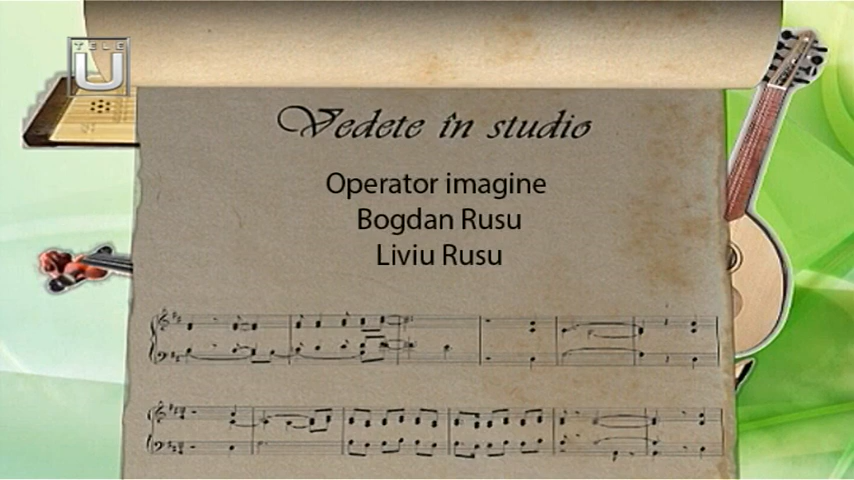 TELE
U
Vedete în studio
Operator imagine
Bogdan Rusu
Liviu Rusu